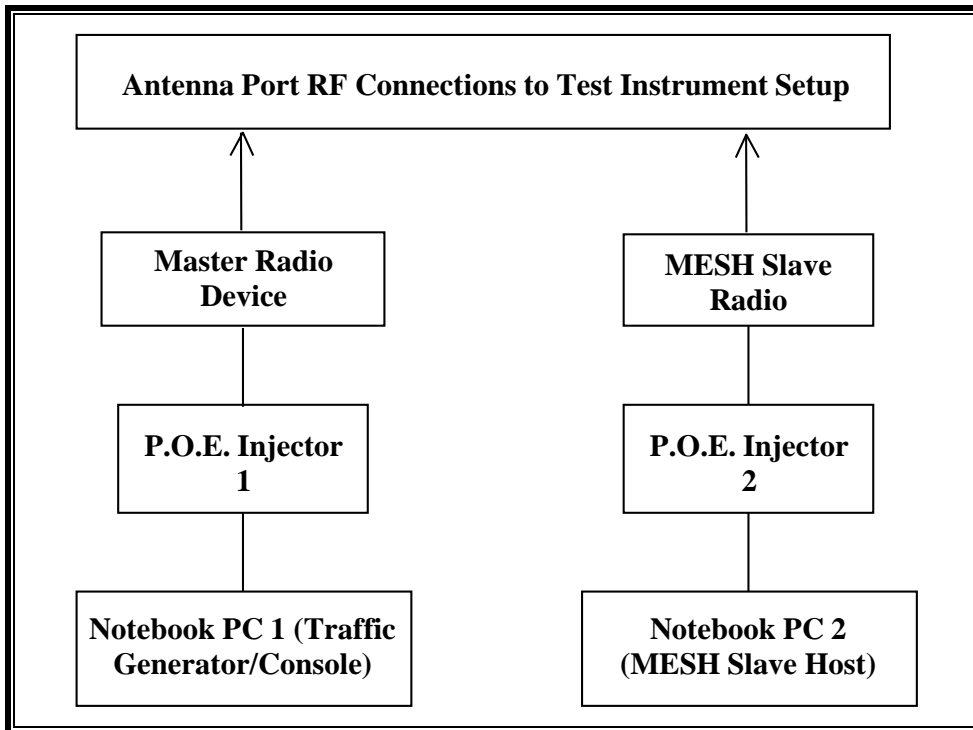 Antenna Port RF Connections to Test Instrument Setup
Master Radio
Device
MESH Slave
Radio
P.O.E. Injector
1
P.O.E. Injector
2
Notebook PC 1 (Traffic
Generator/Console)
Notebook PC 2
(MESH Slave Host)